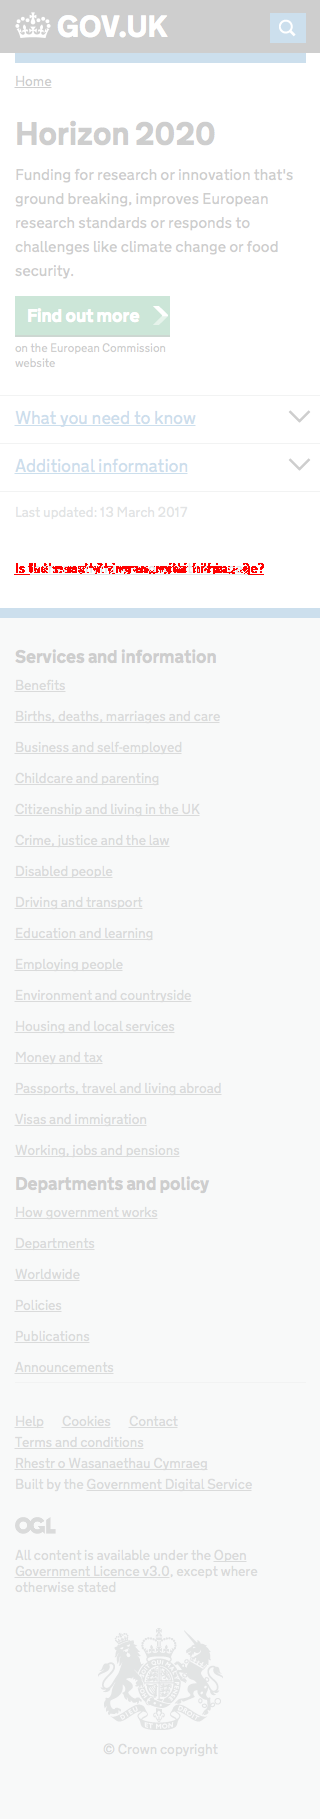 GOV.UK
Home
Horizon 2020
Funding for research or innovation that's
ground breaking, improves European
research standards or responds to
challenges like climate change or food
security.
Find out more
on the European Commission
website
What you need to know
Additional information
Last updated: 13 March 2017
Services and information
Benefits
Births, deaths, marriages and care
Business and self-employed
Childcare and parenting
Citizenship and living in the UK
Crime, justice and the law
Disabled people
Driving and transport
Education and learning
Employing people
Environment and countryside
Housing and local services
Money and tax
Passports, travel and living abroad
Visas and immigration
Working, jobs and pensions
Departments and policy
How government works
Departments
Worldwide
Policies
Publications
Announcements
Help Cookies Contact
Terms and conditions
Rhestr o Wasanaethau Cymraeg
Built by the Government Digital Service
OGL
All content is available under the Open
Government Licence v3.0, except where
otherwise stated
© Crown copyright